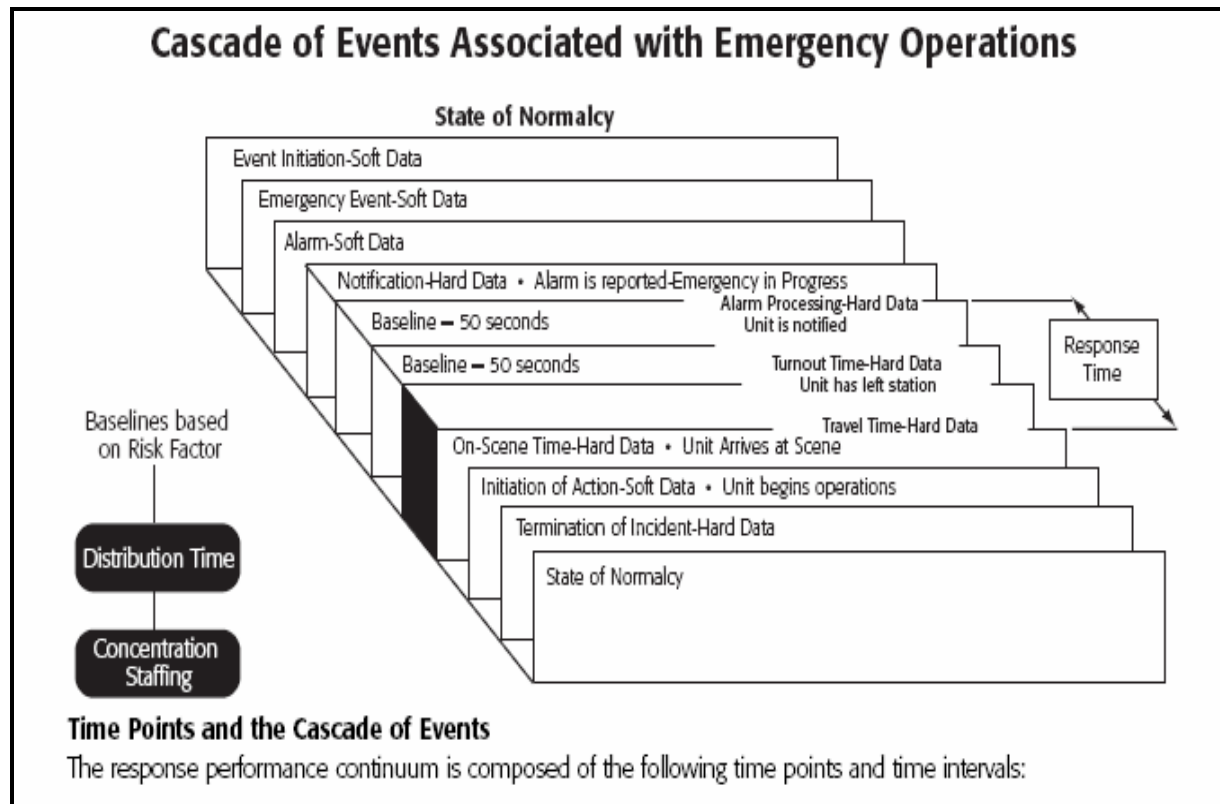 Cascade of Events Associated with Emergency Operations
State of Normalcy
Event Initiation-Soft Data
Emergency Event-Soft Data
Alarm-Soft Data
Notification-Hard Data • Alarm is reported-Emergency in Progress
Alarm Processing-Hard Data
Baseline – 50 seconds
Unit is notified
Response
Time
Baseline – 50 seconds
Turnout Time-Hard Data
Unit has left station
Travel Time-Hard Data
On-Scene Time-Hard Data • Unit Arrives at Scene
Initiation of Action-Soft Data • Unit begins operations
Termination of Incident-Hard Data
State of Normalcy
Baselines based
on Risk Factor
Distribution Time
Concentration
Staffing
Time Points and the Cascade of Events
The response performance continuum is composed of the following time points and time intervals: